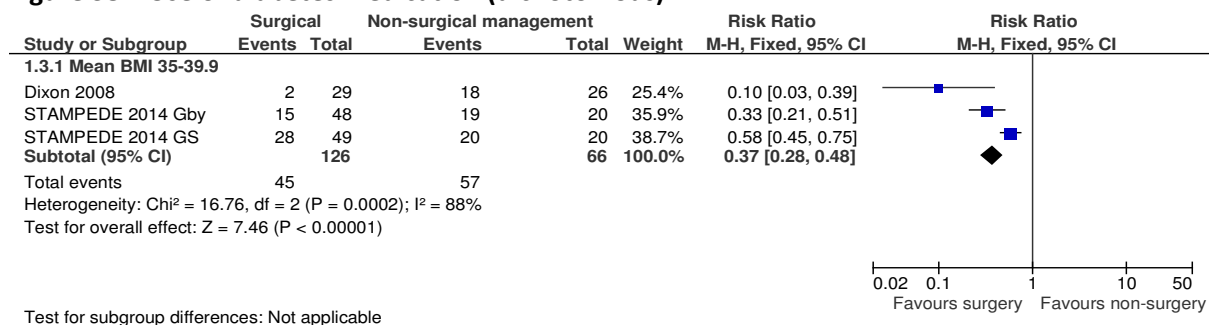 Surgical Non-surgical management Risk Ratio Risk Ratio
Study or Subgroup Events Total Events Total Weight M-H, Fixed, 95% CI M-H, Fixed, 95% CI
1.3.1 Mean BMI 35-39.9
Dixon 2008 2 29 18 26 25.4% 0.10 [0.03, 0.39]
STAMPEDE 2014 Gby 15 48 19 20 35.9% 0.33 [0.21, 0.51]
STAMPEDE 2014 GS 28 49 20 20 38.7% 0.58 [0.45, 0.75]
Subtotal (95% CI) 126 66 100.0% 0.37 [0.28, 0.48]
Total events 45 57
Heterogeneity: Chi² = 16.76, df = 2 (P = 0.0002); I² = 88%
Test for overall effect: Z = 7.46 (P < 0.00001)
0.02 0.1 1 10 50
Favours surgery Favours non-surgery
Test for subgroup differences: Not applicable